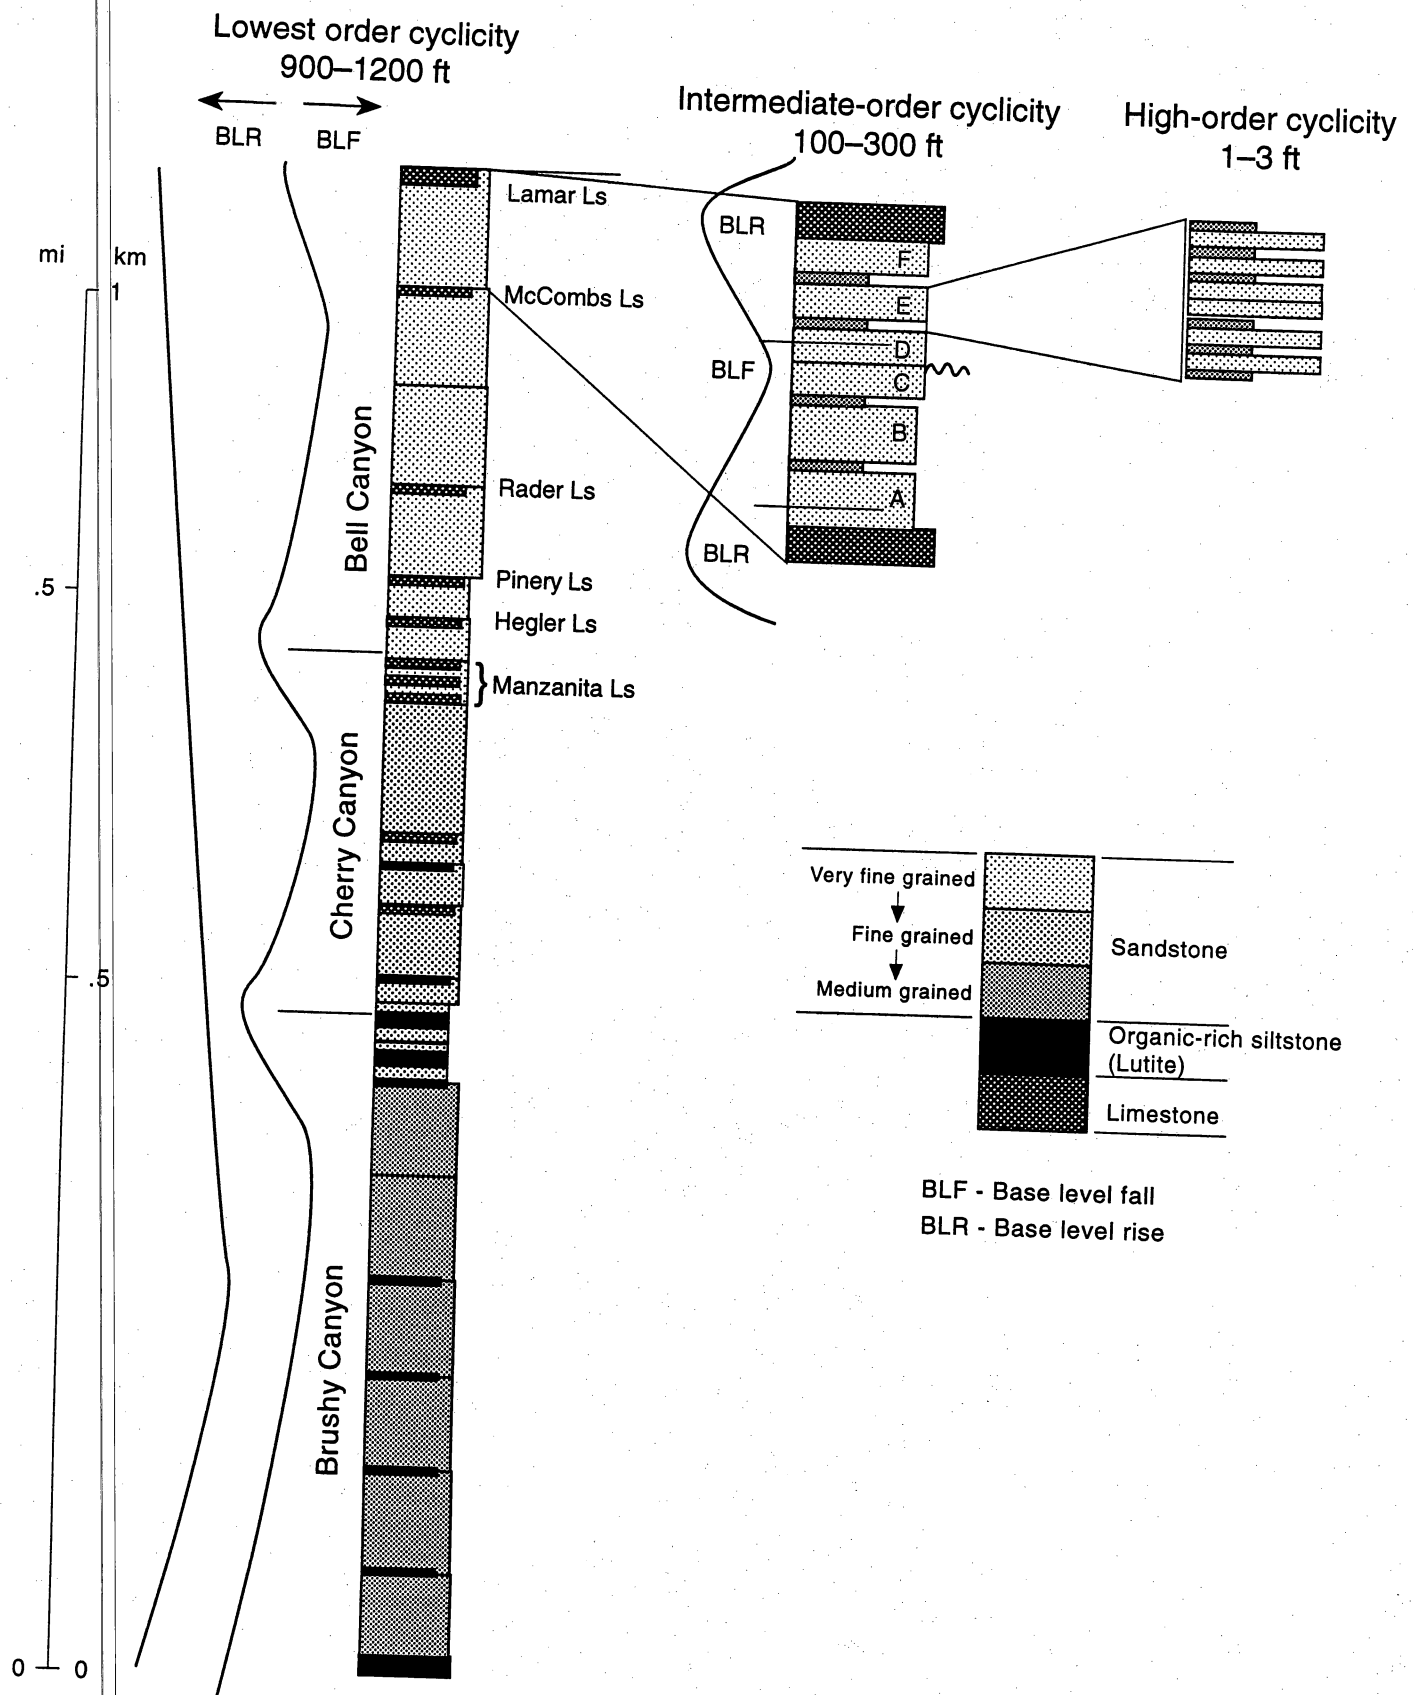 Lowest order cyclicity
900–1200 ft
BLR
BLF
Intermediate-order cyclicity
100–300 ft
High-order cyclicity
1–3 ft
mi
km
1
.5
.5
0
0
Lamar Ls
McCombs Ls
Rader Ls
Pinery Ls
Hegler Ls
Manzanita Ls
Bell Canyon
Cherry Canyon
Brushy Canyon
BLR
BLF
BLR
F
E
D
C
B
A
Very fine grained
Fine grained
Medium grained
Sandstone
Organic-rich siltstone
(Lutite)
Limestone
BLF - Base level fall
BLR - Base level rise